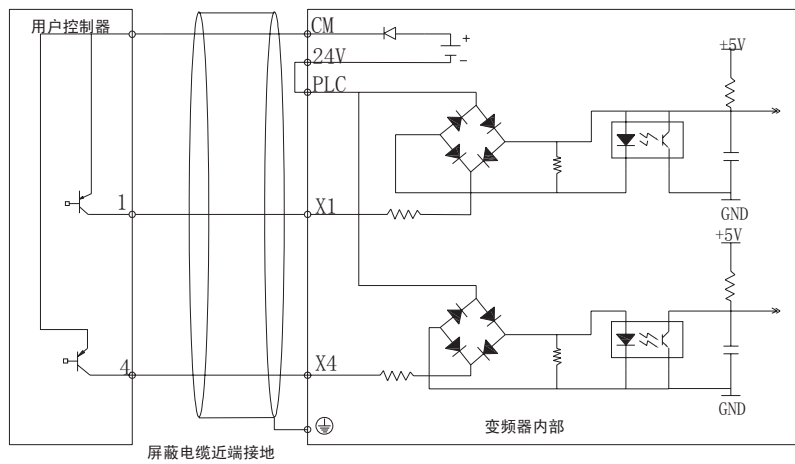 用户控制器
CM
+
24V
-
PLC
+5V
1
X1
GND
+5V
4
X4
GND
变频器内部
屏蔽电缆近端接地